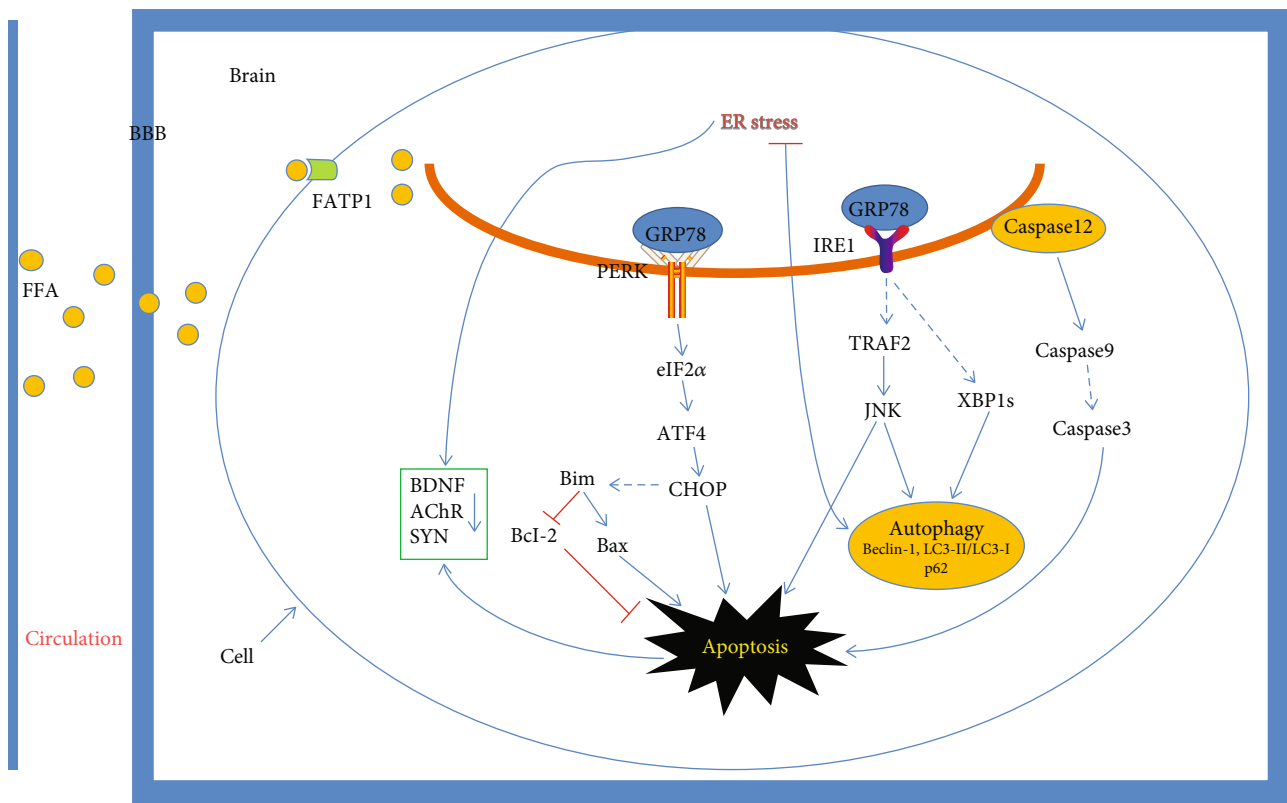 Brain
BBB
ER stress
FATP1
GRP78
GRP78
Caspase12
IRE1
PERK
FFA
TRAF2
Caspase9
eIF2α
XBP1s
JNK
Caspase3
ATF4
Bim
CHOP
BDNF
AChR
SYN
BcI-2
Bax
Autophagy
Beclin-1, LC3-II/LC3-I
p62
Circulation
Cell
Apoptosis